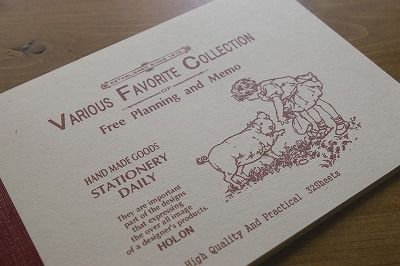 VARIOUS FAVORITE COLLECTION
OF
Free Planning and Memo
HAND MADE GOODS
STATIONERY
DAILY
They are important
part of the designs
that expressing
the over all image
of a designer's products.
HOLON
High Quality And Practical 32Sheets